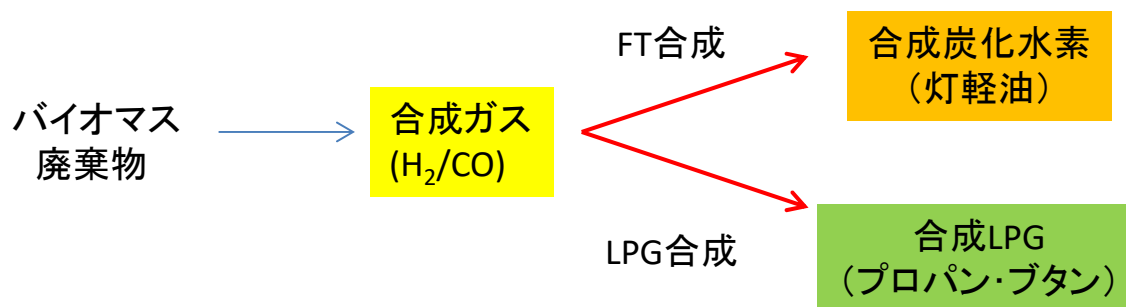 バイオマス
廃棄物
合成ガス
(H₂/CO)
FT合成
合成炭化水素
（灯軽油）
LPG合成
合成LPG
（プロパン・ブタン）